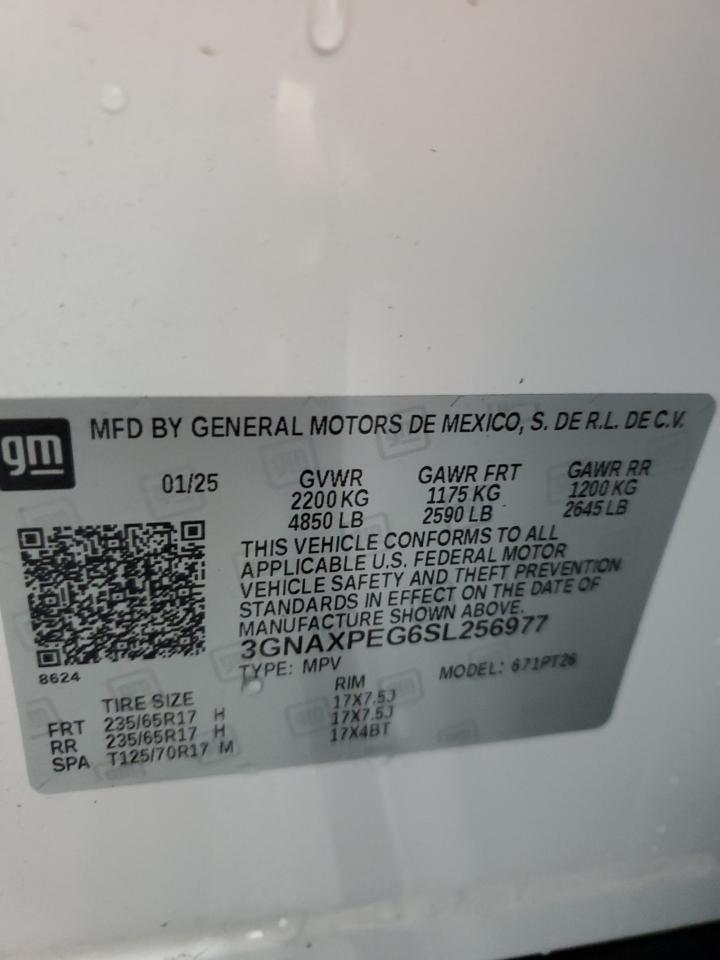 gm
MFD BY GENERAL MOTORS DE MEXICO, S. DE R.L. DE C.V.
01/25 GVWR GAWR FRT GAWR RR
2200 KG 1175 KG 1200 KG
4850 LB 2590 LB 2645 LB
THIS VEHICLE CONFORMS TO ALL
APPLICABLE U.S. FEDERAL MOTOR
VEHICLE SAFETY AND THEFT PREVENTION
STANDARDS IN EFFECT ON THE DATE OF
MANUFACTURE SHOWN ABOVE.
3GNAXPEG6SL256977
8624 TYPE: MPV MODEL: 671PT26
TIRE SIZE RIM
FRT 235/65R17 H 17X7.5J
RR 235/65R17 H 17X7.5J
SPA T125/70R17 M 17X4BT